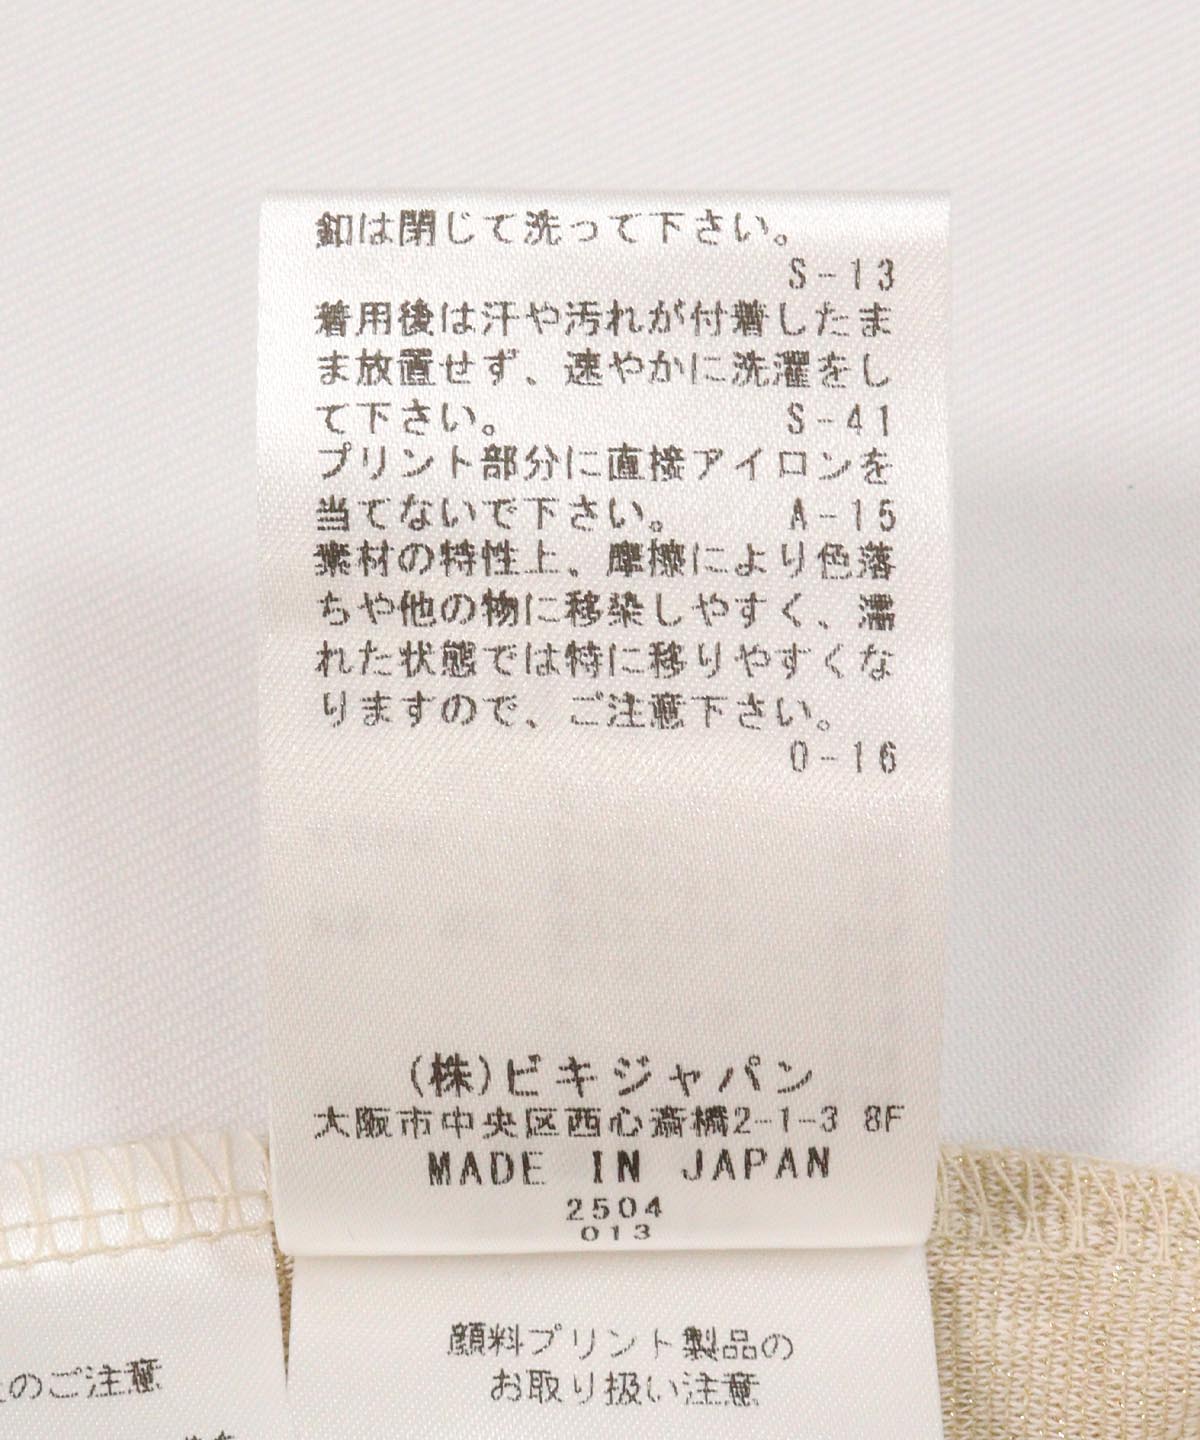 釦は閉じて洗って下さい。
S-13
着用後は汗や汚れが付着したま
ま放置せず、速やかに洗濯をし
て下さい。 S-41
プリント部分に直接アイロンを
当てないで下さい。 A-15
素材の特性上、摩擦により色落
ちや他の物に移染しやすく、濡
れた状態では特に移りやすくな
りますので、ご注意下さい。
0-16
(株)ビキジャパン
大阪市中央区西心斎橋2-1-3 8F
MADE IN JAPAN
2504
013
顔料プリント製品の
お取り扱い注意
のご注意